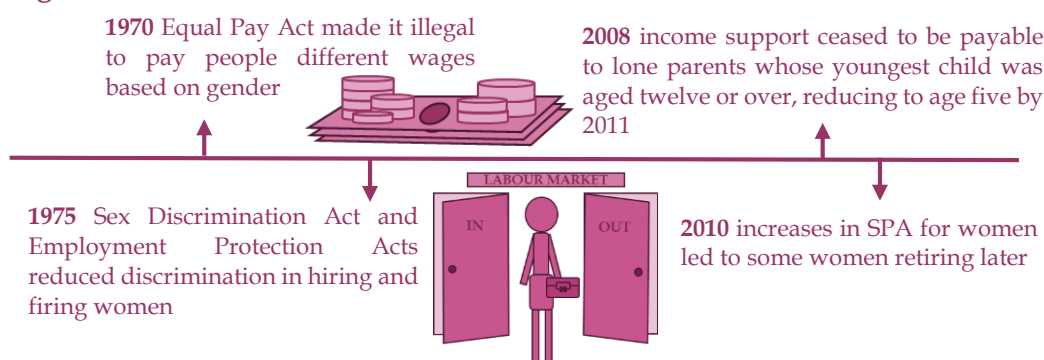 1970 Equal Pay Act made it illegal
to pay people different wages
based on gender
2008 income support ceased to be payable
to lone parents whose youngest child was
aged twelve or over, reducing to age five by
2011
LABOUR MARKET
IN
OUT
1975 Sex Discrimination Act and
Employment Protection Acts
reduced discrimination in hiring and
firing women
2010 increases in SPA for women
led to some women retiring later